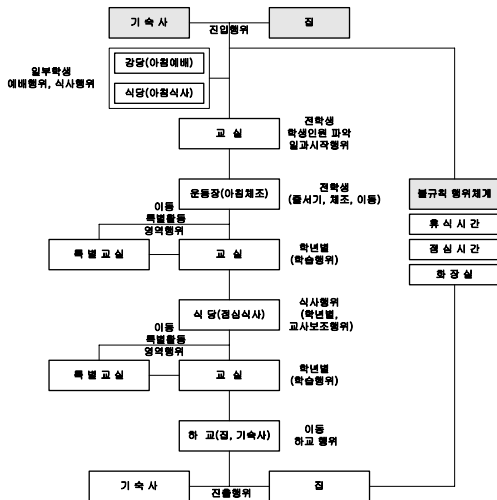 기 숙 사
진입행위
집
일부학생
예배행위, 식사행위
강당(아침예배)
식당(아침식사)
교 실
전학생
학생인원 파악
일과시작행위
운동장(아침체조)
전학생
(줄서기, 체조, 이동)
불규칙 행위체계
휴 식 시 간
점 심 시 간
화 장 실
이동
특별활동
영역행위
특 별 교 실
교 실
학년별
(학습행위)
식 당(점심식사)
식사행위
(학년별,
교사보조행위)
이동
특별활동
영역행위
특 별 교 실
교 실
학년별
(학습행위)
하 교(집, 기숙사)
이동
하교 행위
기 숙 사
진출행위
집